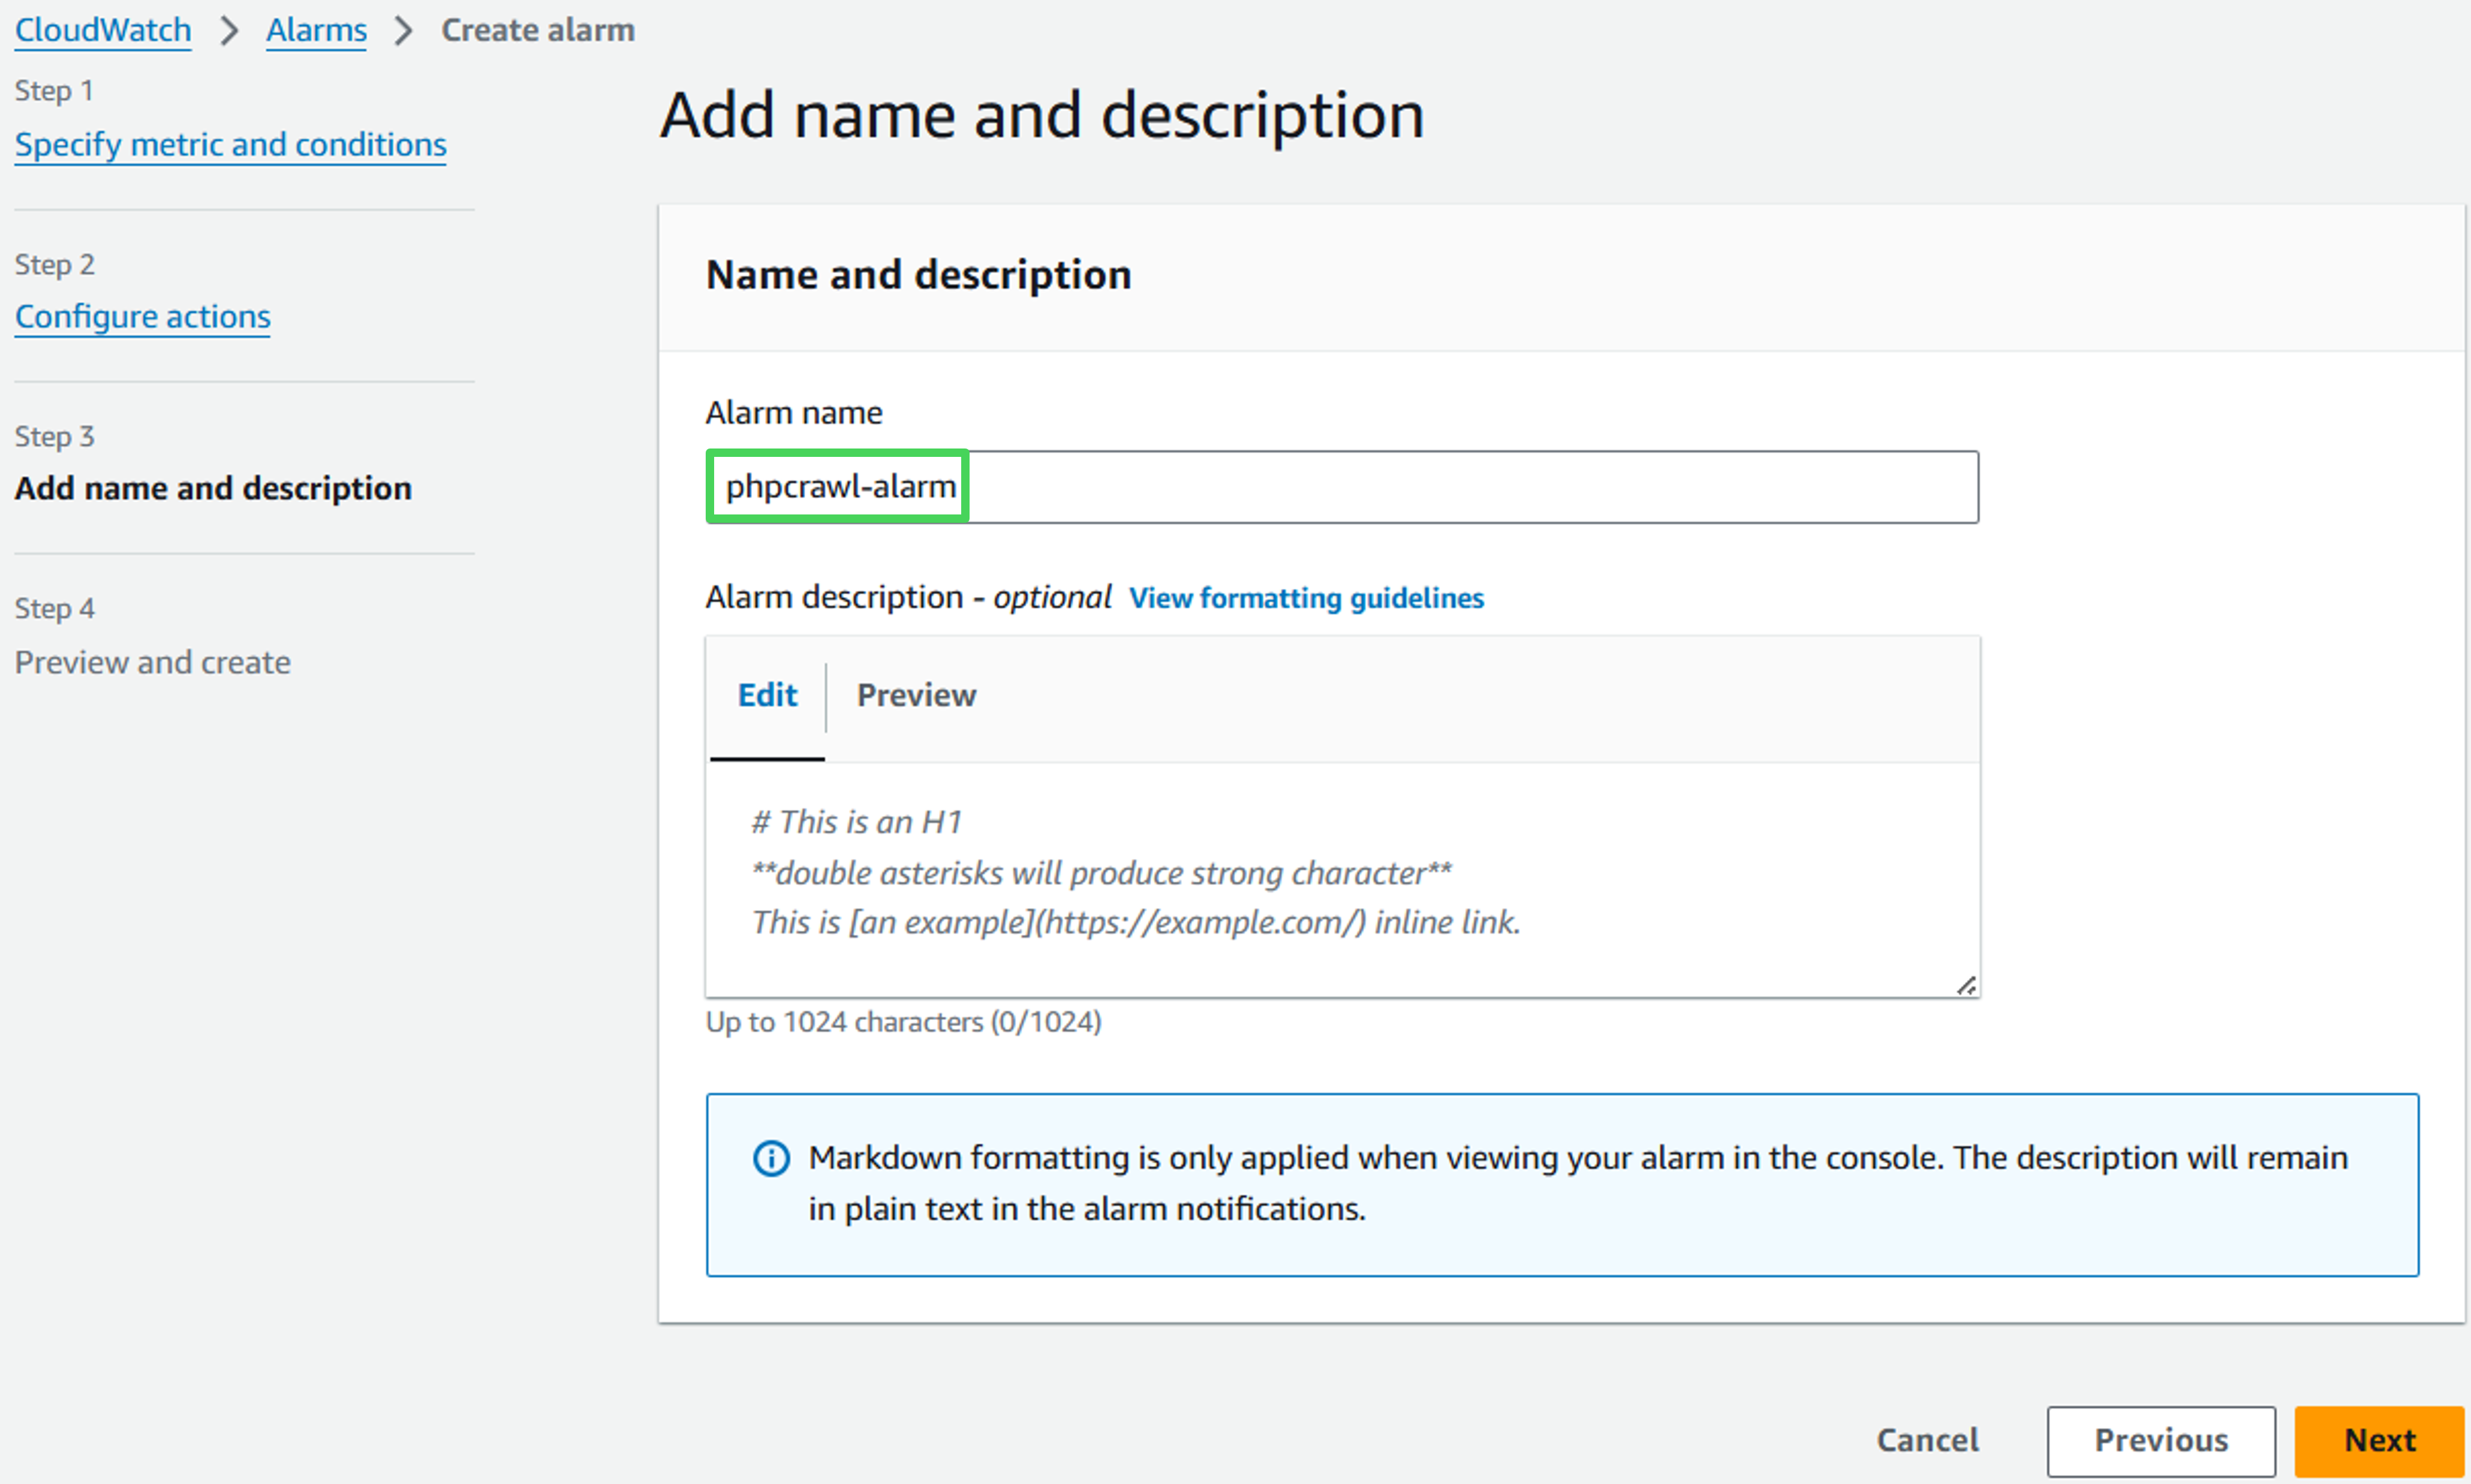 CloudWatch > Alarms > Create alarm
Step 1
Specify metric and conditions
Step 2
Configure actions
Step 3
Add name and description
Step 4
Preview and create
Add name and description
Name and description
Alarm name
phpcrawl-alarm
Alarm description - optional View formatting guidelines
Edit Preview
# This is an H1
**double asterisks will produce strong character**
This is [an example](https://example.com/) inline link.
Up to 1024 characters (0/1024)
Markdown formatting is only applied when viewing your alarm in the console. The description will remain
in plain text in the alarm notifications.
Cancel Previous Next